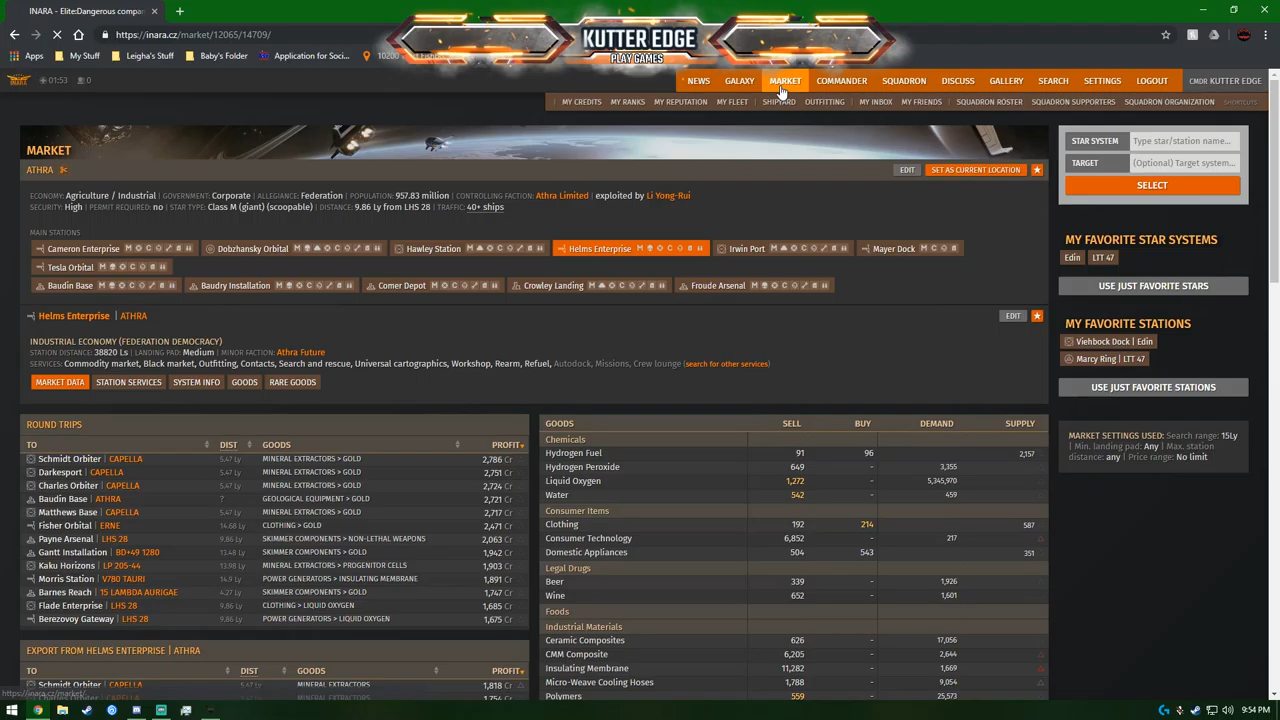 INARA - EliteDangerous compan
https://inara.cz/market/12065/14709/
KUTTER EDGE
PLAY GAMES
Apps
My Stuff
Leigha's Stuff
Baby's Folder
Application for Soci...
10200
01:53
0
NEWS
GALAXY
MARKET
COMMANDER
SQUADRON
DISCUSS
GALLERY
SEARCH
SETTINGS
LOGOUT
CMDR KUTTER EDGE
MY CREDITS
MY RANKS
MY REPUTATION
MY FLEET
SHIPYARD
OUTFITTING
MY INBOX
MY FRIENDS
SQUADRON ROSTER
SQUADRON SUPPORTERS
SQUADRON ORGANIZATION
SHORTCUTS
MARKET
ATHRA
EDIT
SET AS CURRENT LOCATION
ECONOMY: Agriculture / Industrial | GOVERNMENT: Corporate | ALLEGIANCE: Federation | POPULATION: 957.83 million | CONTROLLING FACTION: Athra Limited | exploited by Li Yong-Rui
SECURITY: High | PERMIT REQUIRED: no | STAR TYPE: Class M (giant) (scoopable) | DISTANCE: 9.86 Ly from LHS 28 | TRAFFIC: 40+ ships
MAIN STATIONS
Cameron Enterprise
Dobzhansky Orbital
Hawley Station
Helms Enterprise
Irwin Port
Mayer Dock
Tesla Orbital
Baudin Base
Baudry Installation
Comer Depot
Crowley Landing
Froude Arsenal
Helms Enterprise | ATHRA
EDIT
INDUSTRIAL ECONOMY (FEDERATION DEMOCRACY)
STATION DISTANCE: 38820 Ls | LANDING PAD: Medium | MINOR FACTION: Athra Future
SERVICES: Commodity market, Black market, Outfitting, Contacts, Search and rescue, Universal cartographics, Workshop, Rearm, Refuel, Autodock, Missions, Crew lounge (search for other services)
MARKET DATA
STATION SERVICES
SYSTEM INFO
GOODS
RARE GOODS
ROUND TRIPS
TO DIST GOODS PROFIT
Schmidt Orbiter | CAPELLA 5.47 Ly MINERAL EXTRACTORS > GOLD 2,786 Cr
Darkesport | CAPELLA 5.47 Ly MINERAL EXTRACTORS > GOLD 2,751 Cr
Charles Orbiter | CAPELLA 5.47 Ly MINERAL EXTRACTORS > GOLD 2,724 Cr
Baudin Base | ATHRA ? GEOLOGICAL EQUIPMENT > GOLD 2,721 Cr
Matthews Base | CAPELLA 5.47 Ly MINERAL EXTRACTORS > GOLD 2,717 Cr
Fisher Orbital | ERNE 14.68 Ly CLOTHING > GOLD 2,471 Cr
Payne Arsenal | LHS 28 9.86 Ly SKIMMER COMPONENTS > NON-LETHAL WEAPONS 2,063 Cr
Gantt Installation | BD+49 1280 13.48 Ly SKIMMER COMPONENTS > GOLD 1,942 Cr
Kaku Horizons | LP 205-44 13.98 Ly MINERAL EXTRACTORS > PROGENITOR CELLS 1,903 Cr
Morris Station | V780 TAURI 14.9 Ly POWER GENERATORS > INSULATING MEMBRANE 1,891 Cr
Barnes Reach | 15 LAMBDA AURIGAE 4.27 Ly SKIMMER COMPONENTS > GOLD 1,747 Cr
Flade Enterprise | LHS 28 9.86 Ly CLOTHING > LIQUID OXYGEN 1,685 Cr
Berezovoy Gateway | LHS 28 9.86 Ly POWER GENERATORS > LIQUID OXYGEN 1,675 Cr
EXPORT FROM HELMS ENTERPRISE | ATHRA
TO DIST GOODS PROFIT
Schmidt Orbiter | CAPELLA 5.47 Ly MINERAL EXTRACTORS 1,818 Cr
https://inara.cz/market/
GOODS SELL BUY DEMAND SUPPLY
Chemicals
Hydrogen Fuel 91 96 2,157
Hydrogen Peroxide 649 - 3,355
Liquid Oxygen 1,272 - 5,345,970
Water 542 - 459
Consumer Items
Clothing 192 214 587
Consumer Technology 6,852 - 217
Domestic Appliances 504 543 351
Legal Drugs
Beer 339 - 1,926
Wine 652 - 1,601
Foods
Industrial Materials
Ceramic Composites 626 - 17,056
CMM Composite 6,205 - 2,644
Insulating Membrane 11,282 - 1,669
Micro-Weave Cooling Hoses 1,788 - 9,054
Polymers 559 - 25,573
STAR SYSTEM Type star/station name...
TARGET (Optional) Target system...
SELECT
MY FAVORITE STAR SYSTEMS
Edin
LTT 47
USE JUST FAVORITE STARS
MY FAVORITE STATIONS
Viehbock Dock | Edin
Marcy Ring | LTT 47
USE JUST FAVORITE STATIONS
MARKET SETTINGS USED: Search range: 15Ly
| Min. landing pad: Any | Max. station
distance: any | Price range: No limit
9:54 PM